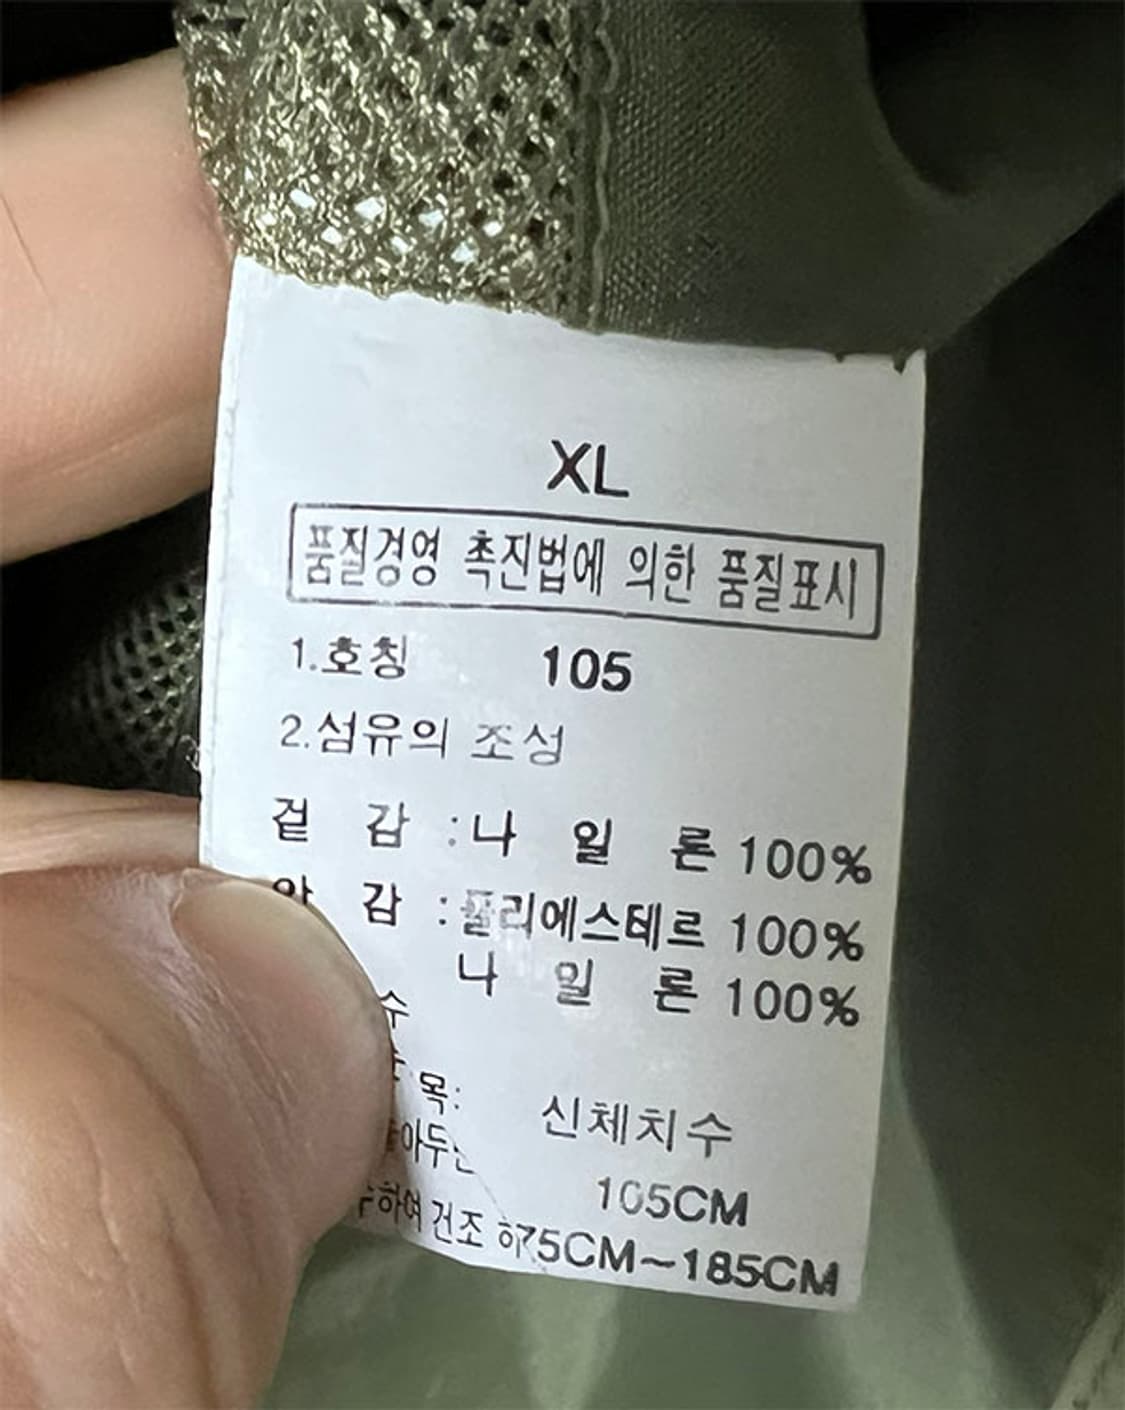 XL
품질경영 촉진법에 의한 품질표시
1.호칭 105
2.섬유의 조성
겉 감 : 나 일 론 100%
감 : 폴리에스테르 100%
나 일 론 100%
수
목: 신체치수
105CM
건조
75CM~185CM